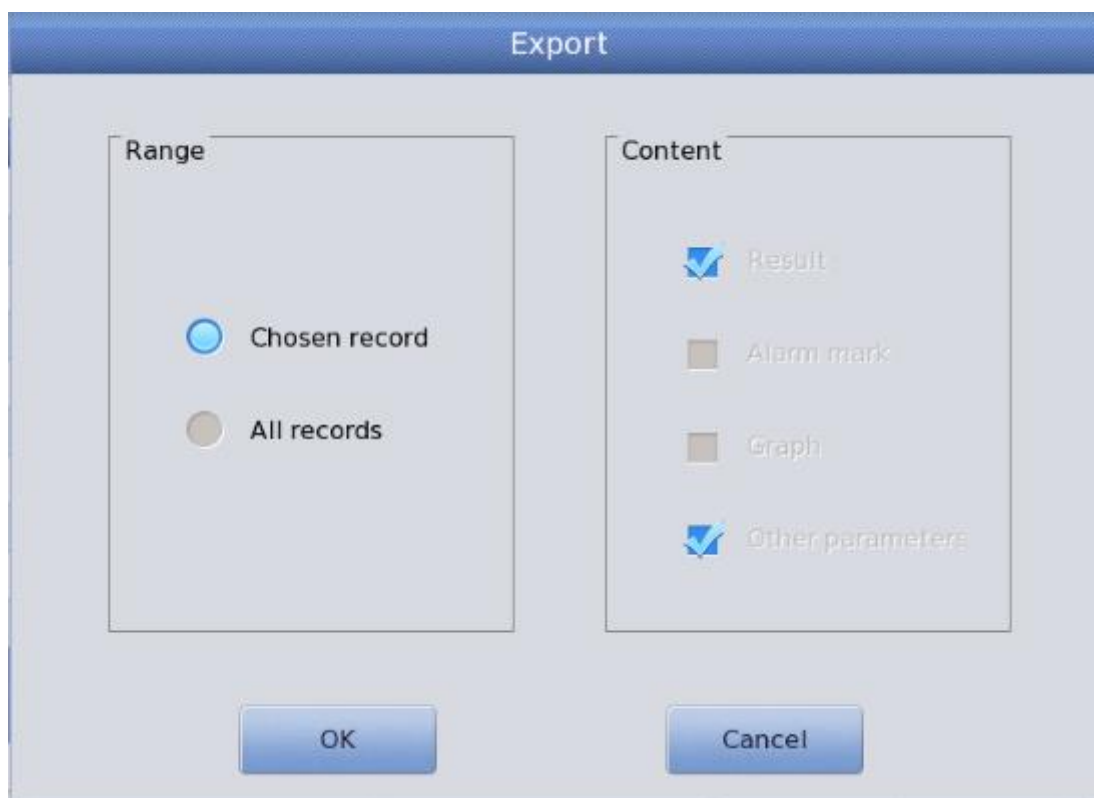 Export
Range
Content
Result
Chosen record
Alarm mark
All records
Graph
Other parameters
OK
Cancel